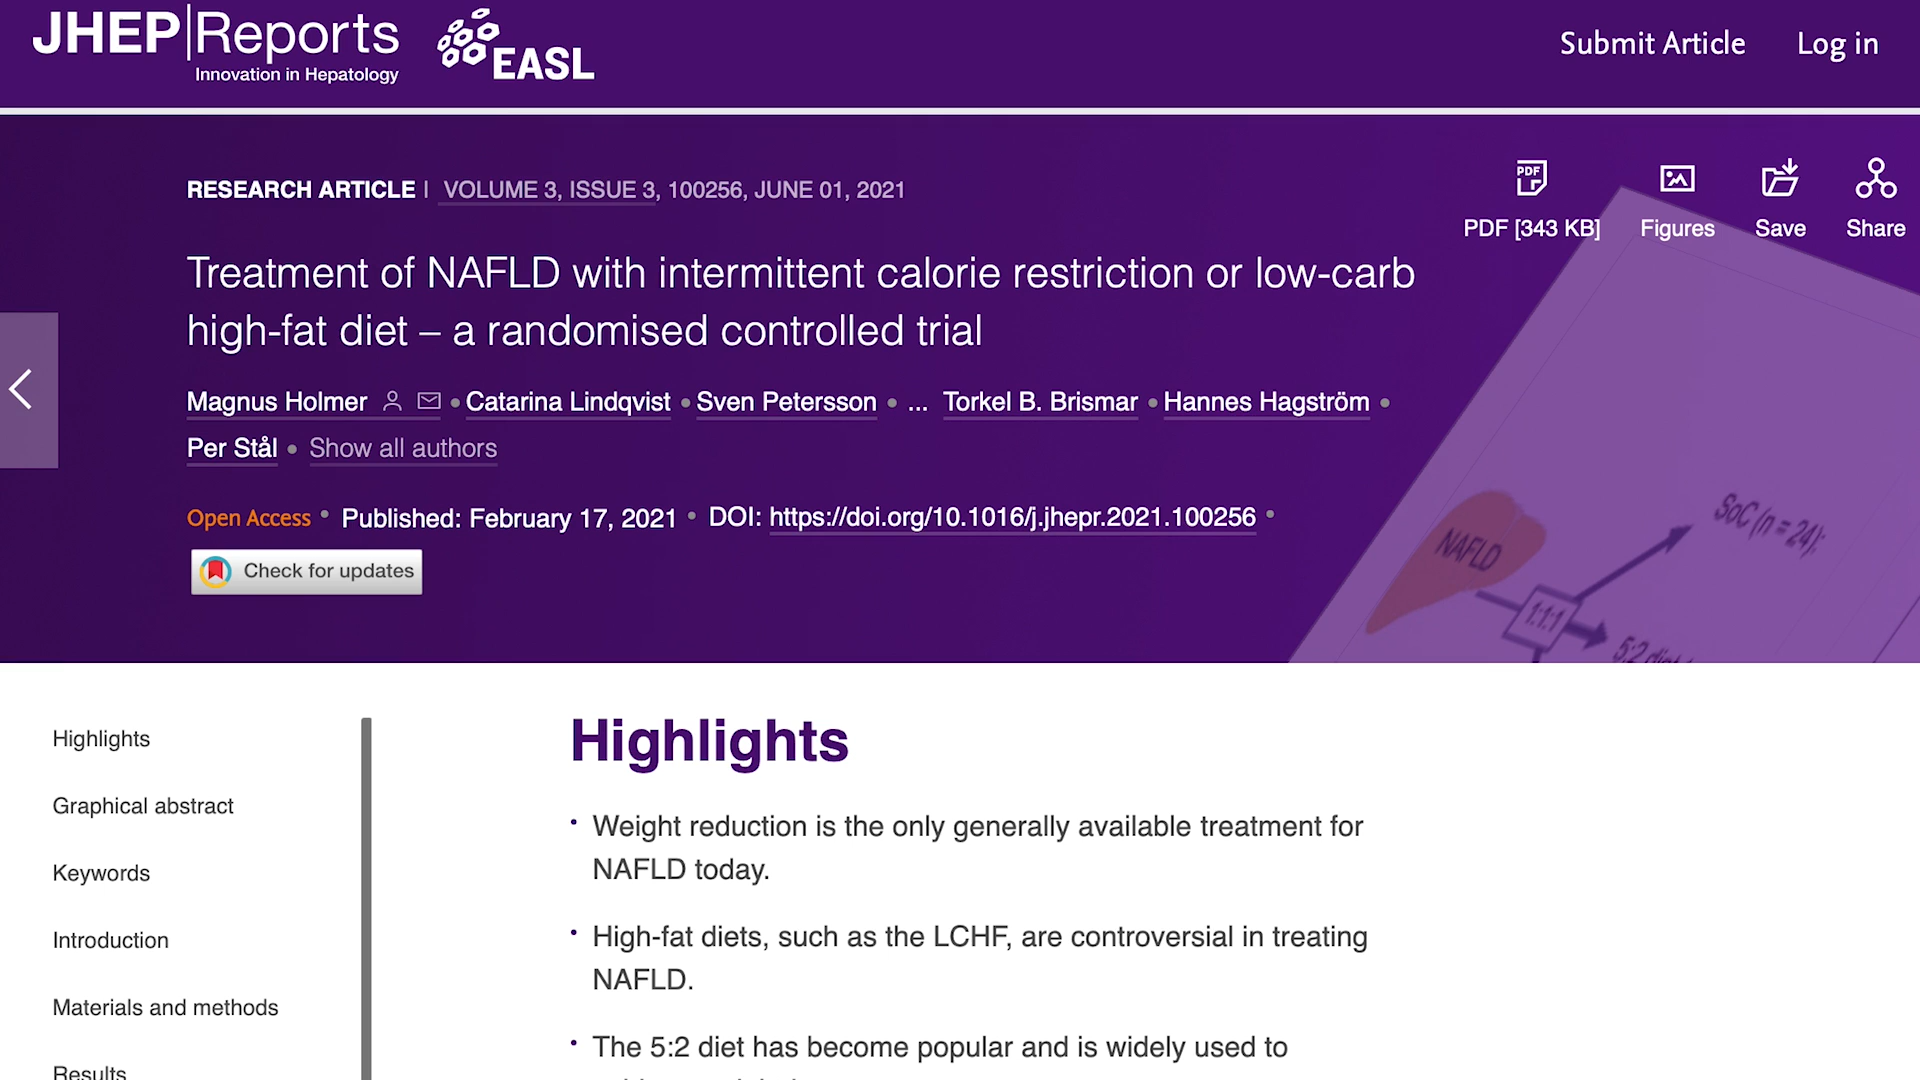 JHEP|Reports
Innovation in Hepatology
EASL
Submit Article
Log in
RESEARCH ARTICLE | VOLUME 3, ISSUE 3, 100256, JUNE 01, 2021
PDF
PDF [343 KB]
Figures
Save
Share
Treatment of NAFLD with intermittent calorie restriction or low-carb
high-fat diet – a randomised controlled trial
Magnus Holmer • Catarina Lindqvist • Sven Petersson • ... Torkel B. Brismar • Hannes Hagström •
Per Stål • Show all authors
Open Access • Published: February 17, 2021 • DOI: https://doi.org/10.1016/j.jhepr.2021.100256 •
Check for updates
NAFLD
SoC (n = 24):
1:1:1
5:2
Highlights
Graphical abstract
Keywords
Introduction
Materials and methods
Results
Highlights
• Weight reduction is the only generally available treatment for
NAFLD today.
• High-fat diets, such as the LCHF, are controversial in treating
NAFLD.
• The 5:2 diet has become popular and is widely used to